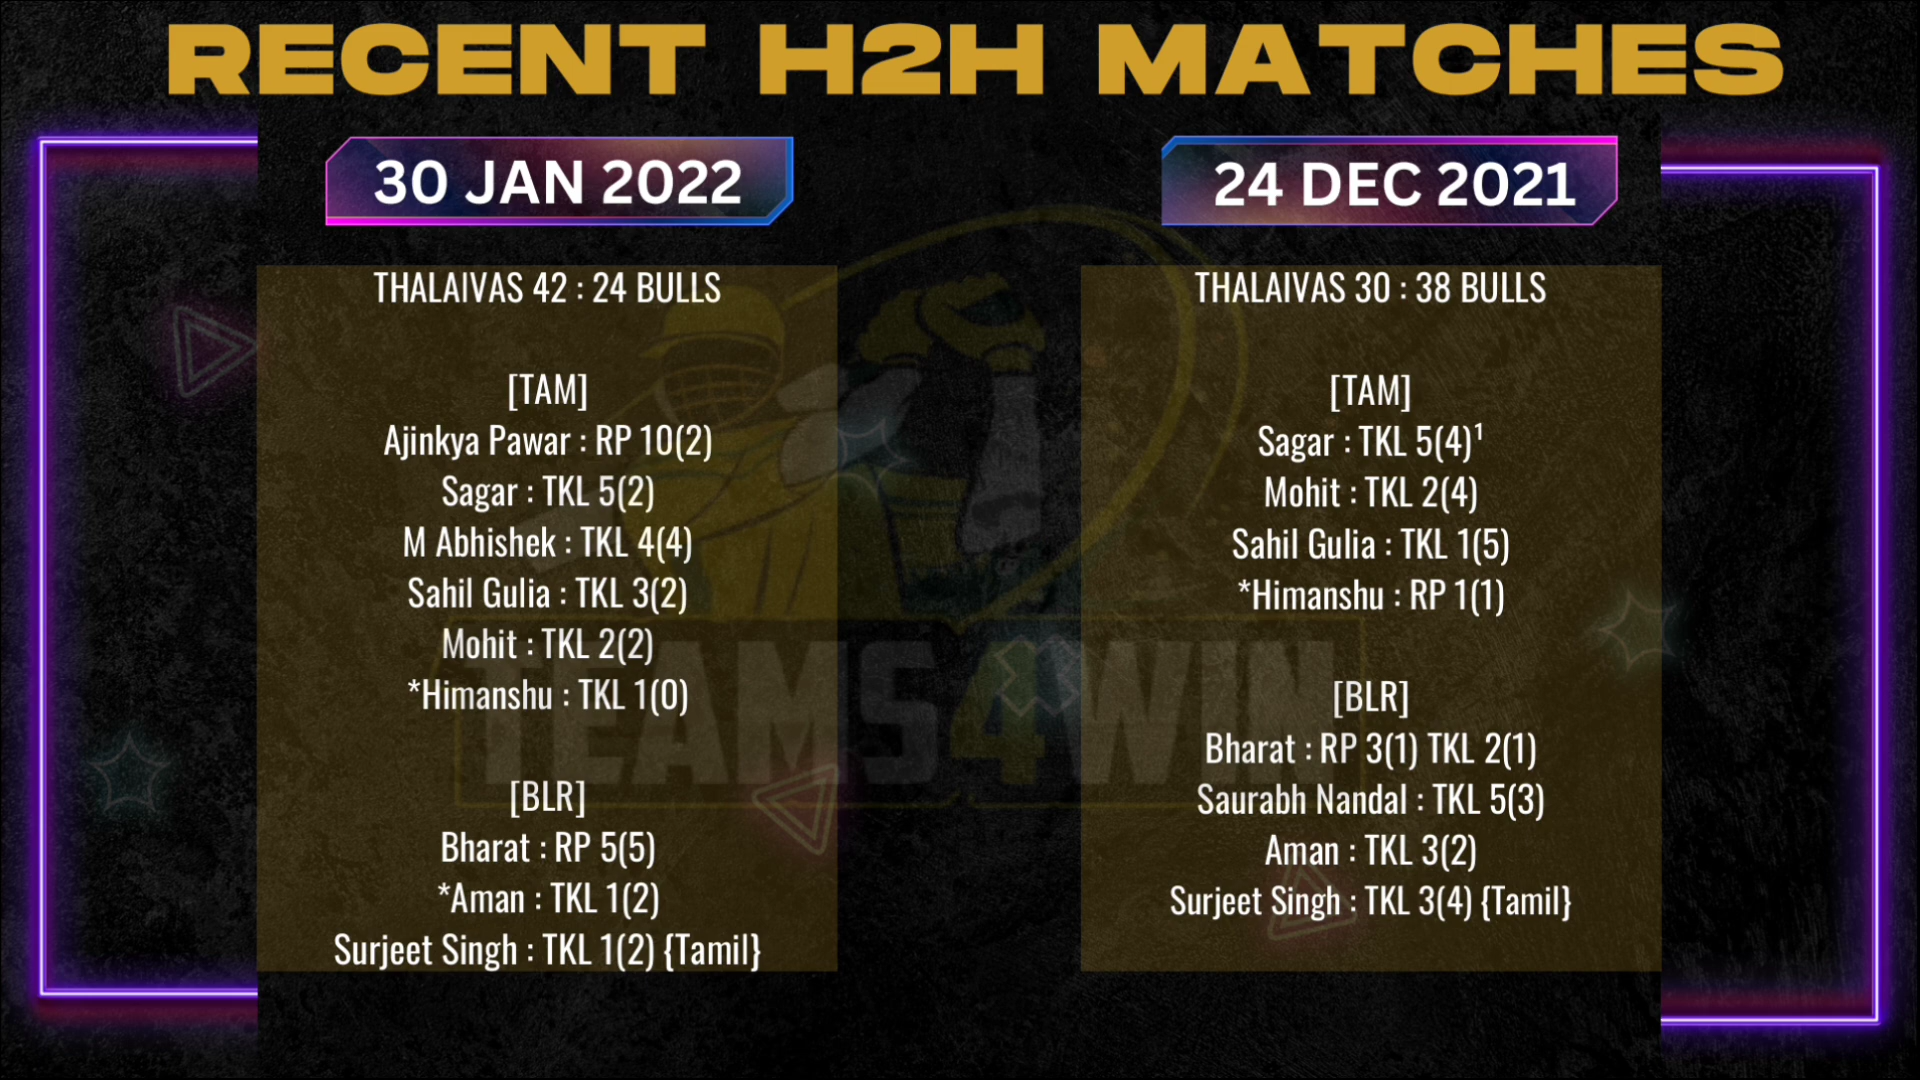 RECENT H2H MATCHES
30 JAN 2022
THALAIVAS 42 : 24 BULLS
[TAM]
Ajinkya Pawar : RP 10(2)
Sagar : TKL 5(2)
M Abhishek : TKL 4(4)
Sahil Gulia : TKL 3(2)
Mohit : TKL 2(2)
*Himanshu : TKL 1(0)
[BLR]
Bharat : RP 5(5)
*Aman : TKL 1(2)
Surjeet Singh : TKL 1(2) {Tamil}
24 DEC 2021
THALAIVAS 30 : 38 BULLS
[TAM]
Sagar : TKL 5(4)¹
Mohit : TKL 2(4)
Sahil Gulia : TKL 1(5)
*Himanshu : RP 1(1)
[BLR]
Bharat : RP 3(1) TKL 2(1)
Saurabh Nandal : TKL 5(3)
Aman : TKL 3(2)
Surjeet Singh : TKL 3(4) {Tamil}
TEAMS4WIN